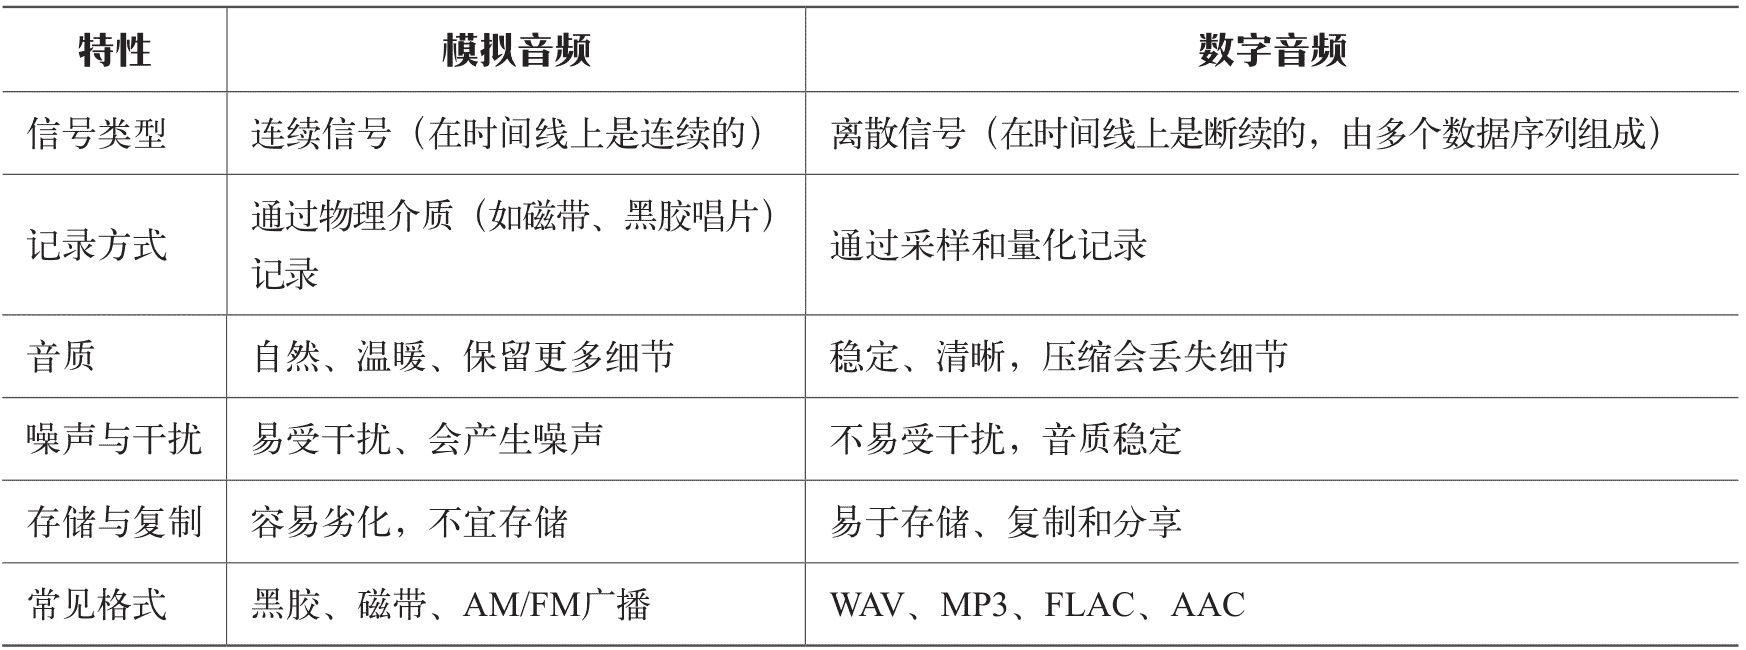 特性 模拟音频 数字音频
信号类型 连续信号（在时间线上是连续的） 离散信号（在时间线上是断续的，由多个数据序列组成）
记录方式 通过物理介质（如磁带、黑胶唱片）
记录 通过采样和量化记录
音质 自然、温暖、保留更多细节 稳定、清晰，压缩会丢失细节
噪声与干扰 易受干扰、会产生噪声 不易受干扰，音质稳定
存储与复制 容易劣化，不宜存储 易于存储、复制和分享
常见格式 黑胶、磁带、AM/FM广播 WAV、MP3、FLAC、AAC